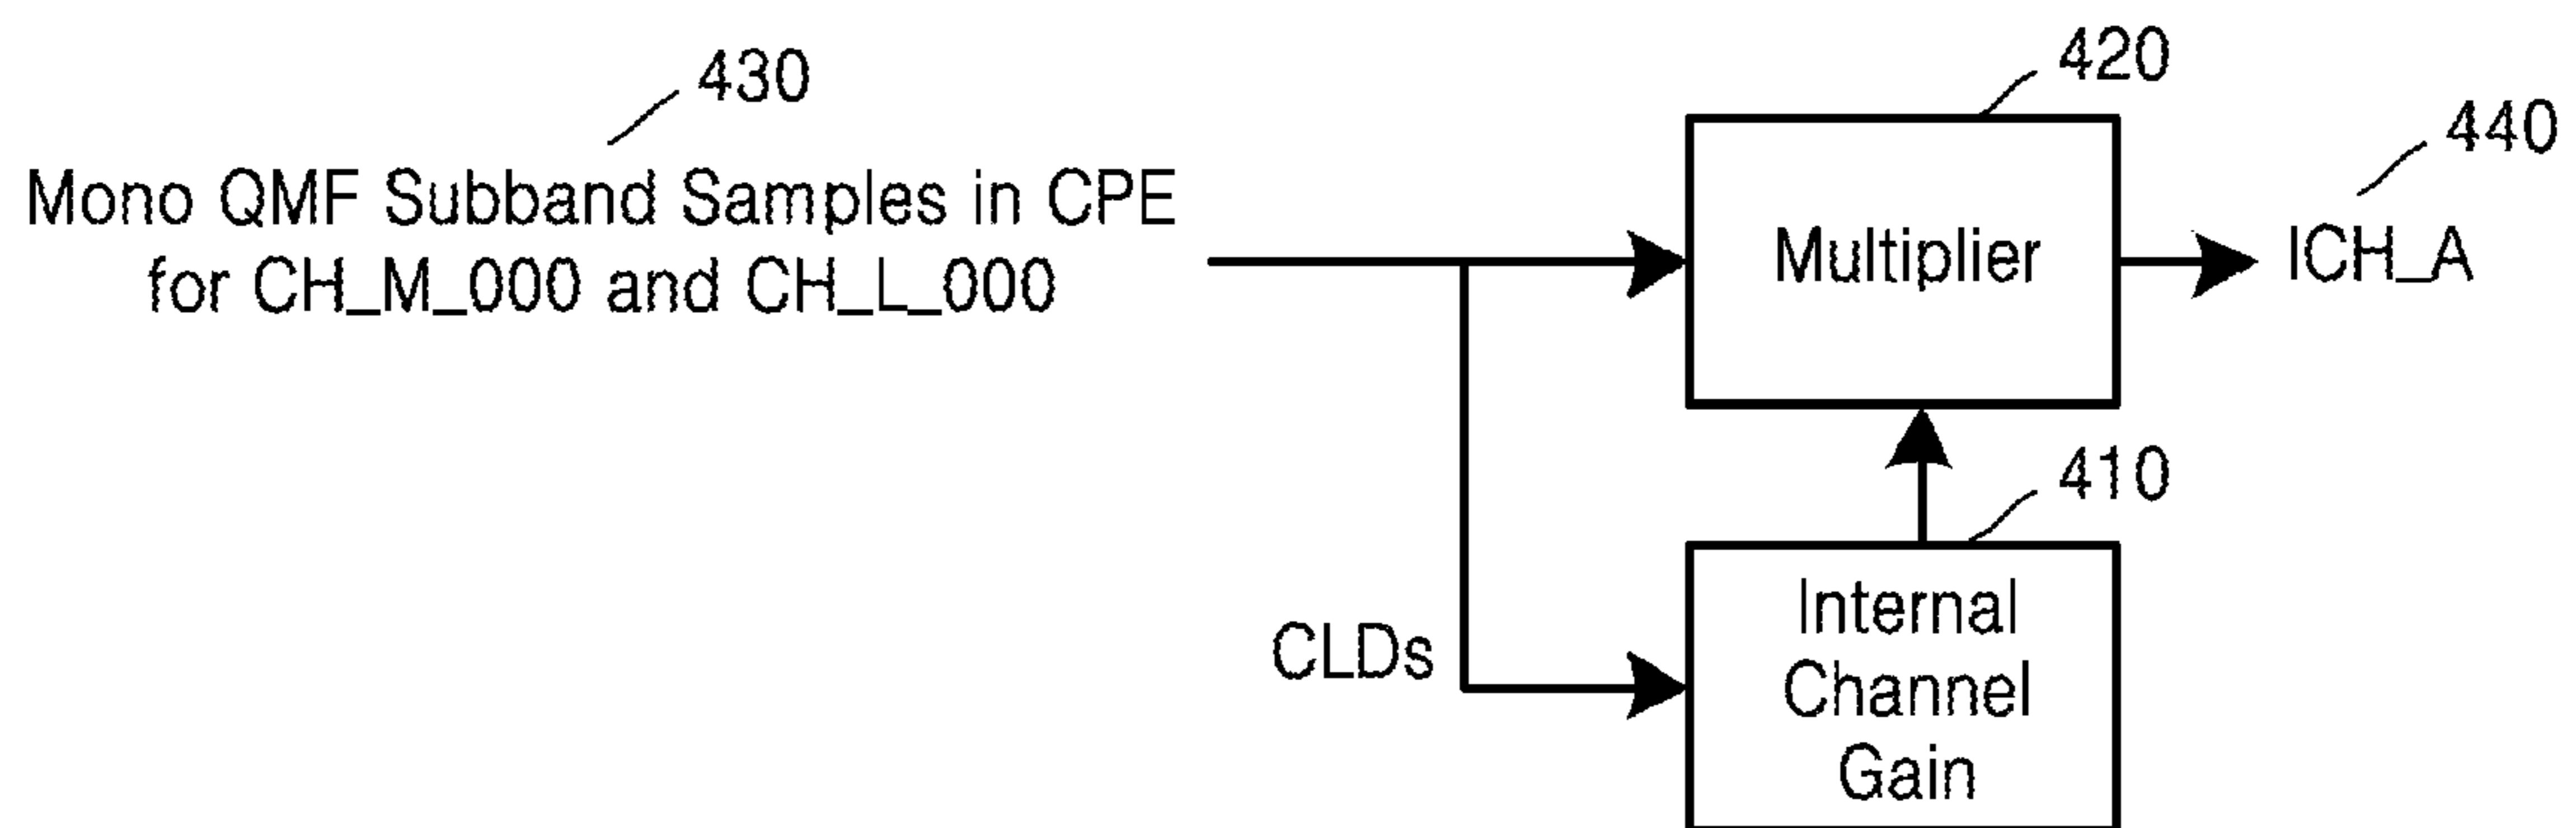 430
Mono QMF Subband Samples in CPE
for CH_M_000 and CH_L_000
420
Multiplier
440
ICH_A
410
CLDs
Internal
Channel
Gain